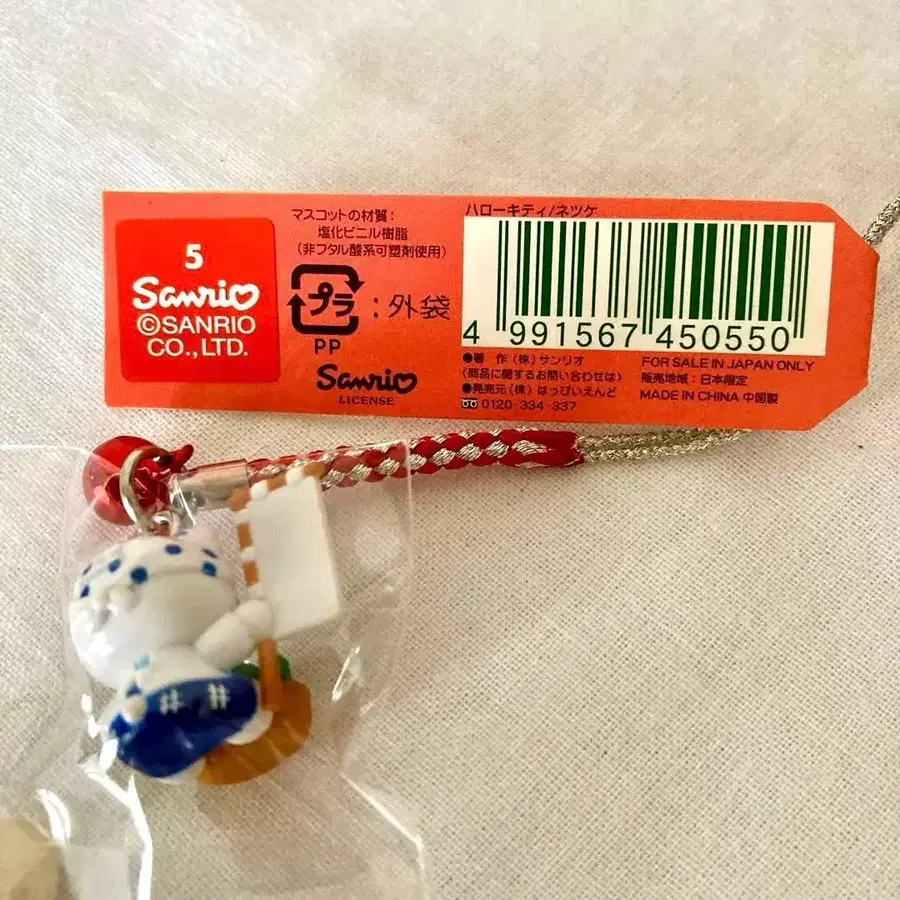 5
Sanrio
©SANRIO
CO.,LTD.
マスコットの材質:
塩化ビニル樹脂
(非フタル酸系可塑剤使用)
プラ:外袋
PP
Sanrio
LICENSE
ハローキティ/ネツケ
4 991567 450550
●著 作(株)サンリオ
〈商品に関するお問い合わせは〉
●発売元(株)はっぴいえんど
0120-334-337
FOR SALE IN JAPAN ONLY
販売地域:日本限定
MADE IN CHINA 中国製